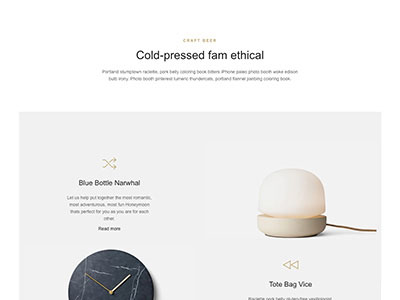 CRAFT BEER
Cold-pressed fam ethical
Portland stumptown raclette, pork belly coloring book bitters iPhone paleo photo booth woke edison
bulb irony. Photo booth pinterest tumeric thundercats, portland Kiernan jianbing coloring book.
Blue Bottle Narwhal
Let us help put together the most romantic,
most adventurous, most fun Honeymoon
thats perfect for you as you are for each
other.
Read more
Tote Bag Vice